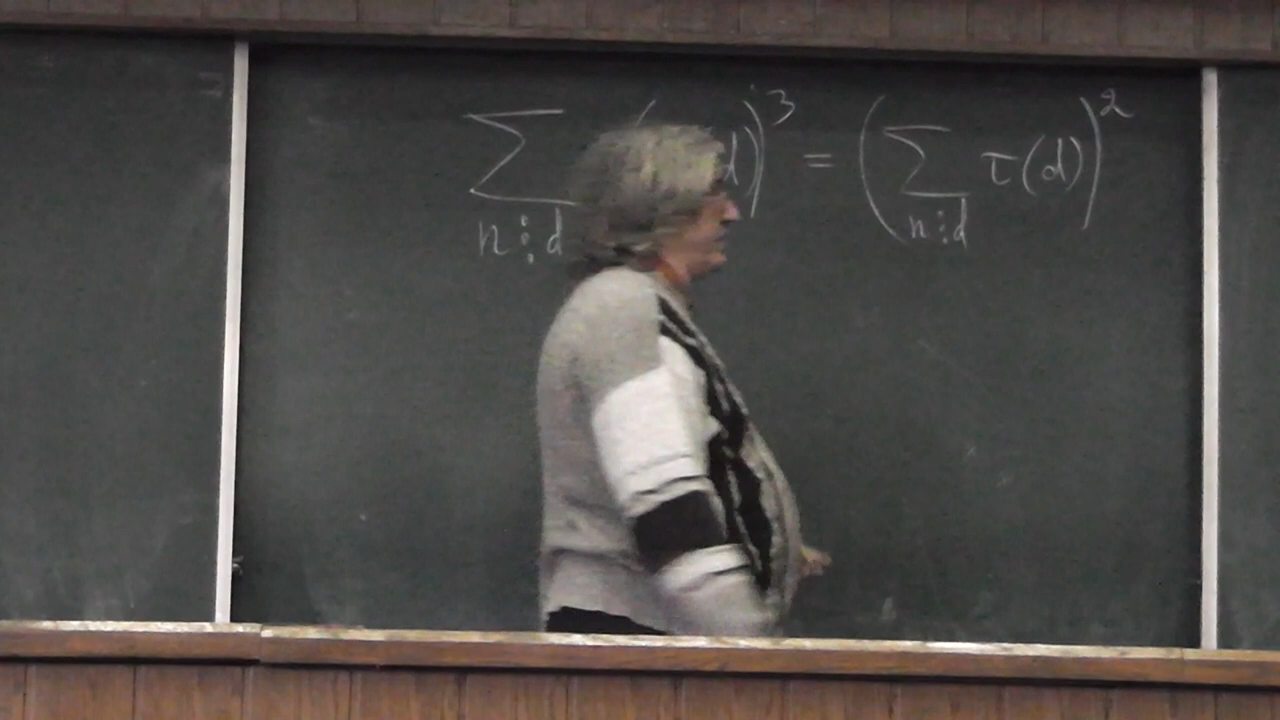 ∑ n⋮d ( d))³ = (∑ n⋮d τ(d))²